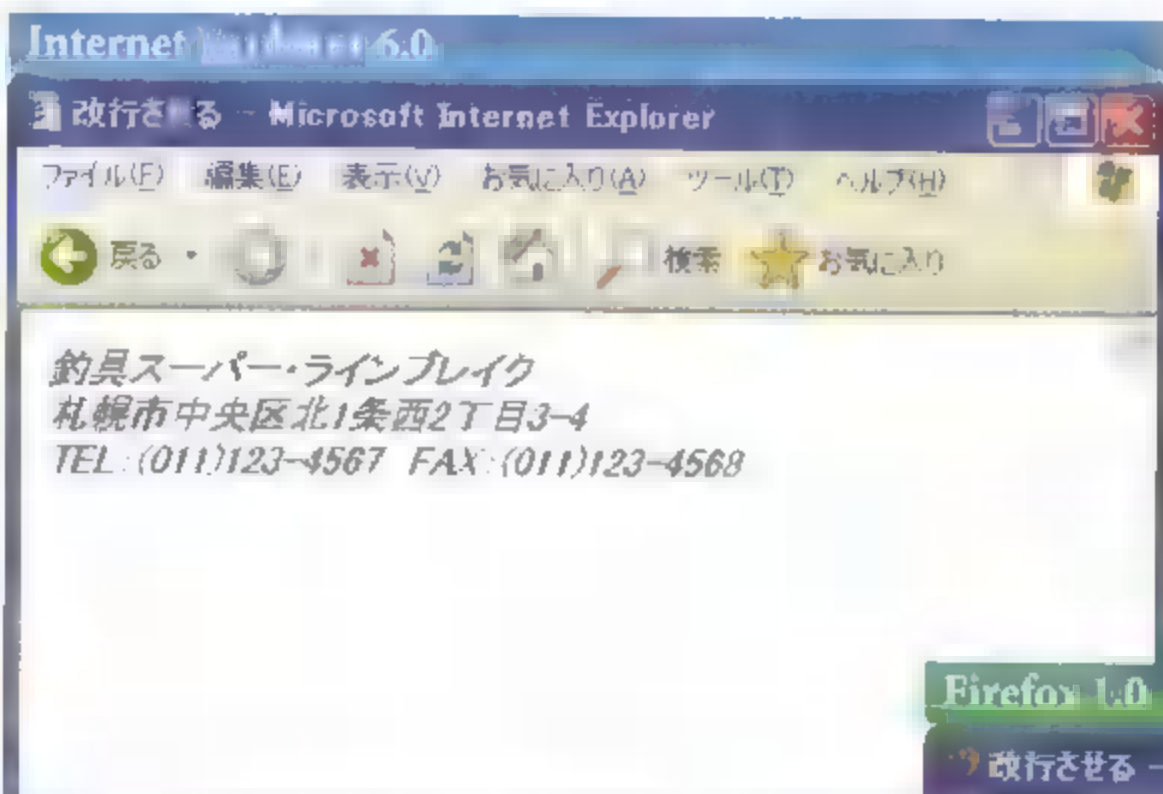 Internet 6.0
改行させる - Microsoft Internet Explorer
ファイル(F) 編集(E) 表示(V) お気に入り(A) ツール(T) ヘルプ(H)
戻る 検索 お気に入り
釣具スーパー・ラインブレイク
札幌市中央区北1条西2丁目3-4
TEL:(011)123-4567 FAX:(011)123-4568
Firefox 1.0
改行させる -